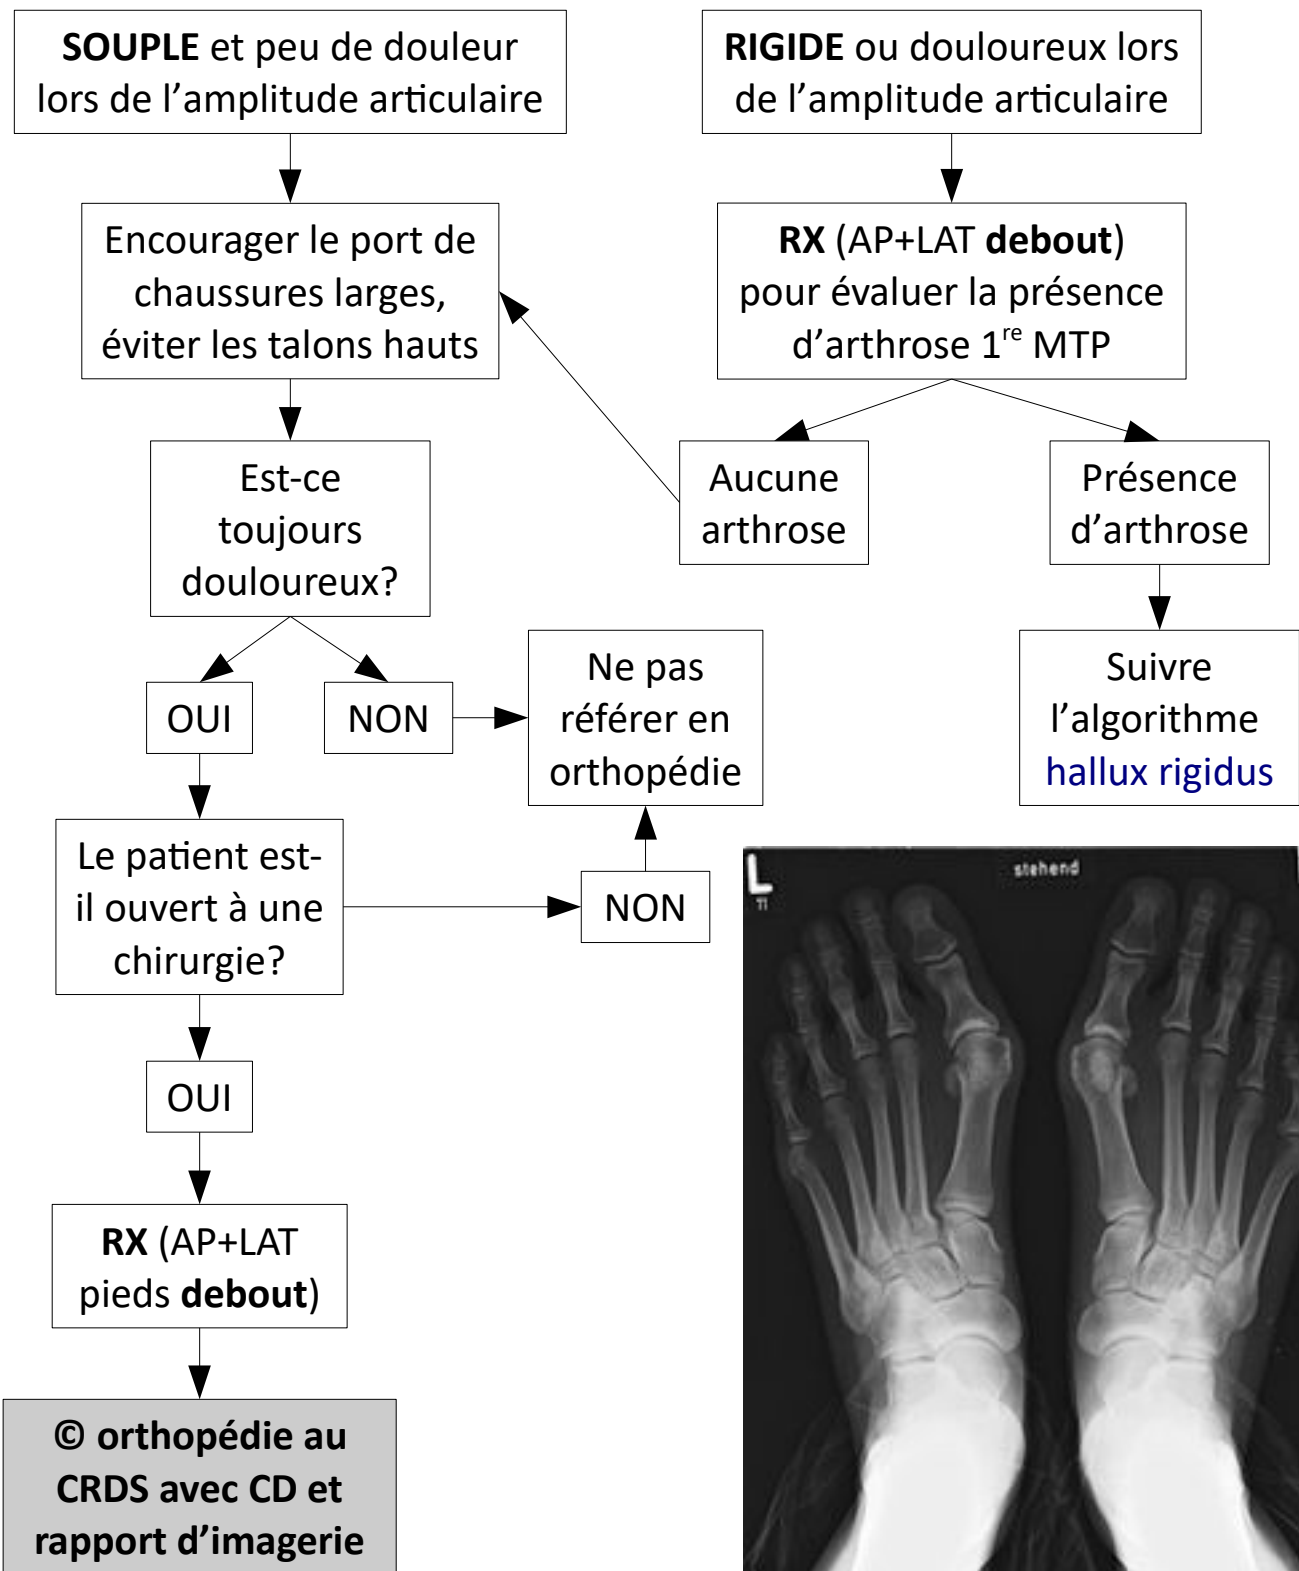 SOUPLE et peu de douleur
lors de l'amplitude articulaire
RIGIDE ou douloureux lors
de l'amplitude articulaire
Encourager le port de
chaussures larges,
éviter les talons hauts
RX (AP+LAT debout)
pour évaluer la présence
d'arthrose 1re MTP
Est-ce
toujours
douloureux?
Aucune
arthrose
Présence
d'arthrose
OUI
NON
Ne pas
référer en
orthopédie
Suivre
l'algorithme
hallux rigidus
Le patient est-
il ouvert à une
chirurgie?
NON
OUI
RX (AP+LAT
pieds debout)
© orthopédie au
CRDS avec CD et
rapport d'imagerie
L
stehend